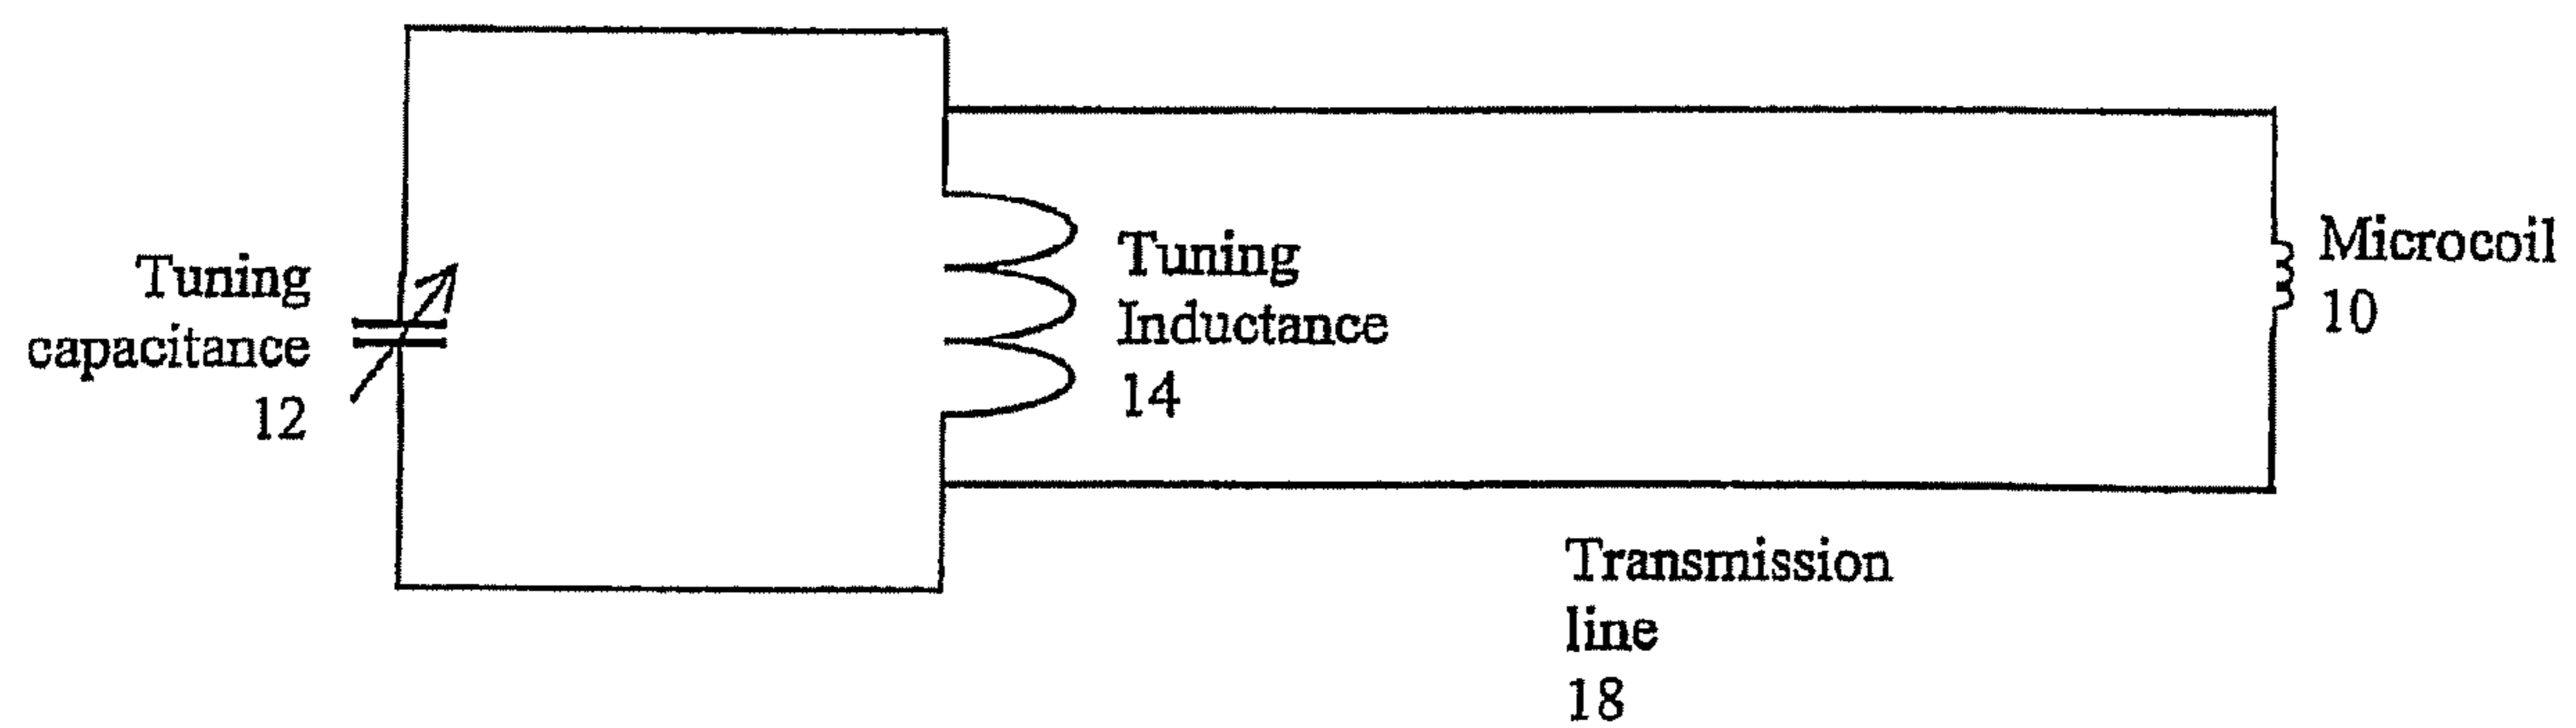 Tuning
capacitance
12
Tuning
Inductance
14
Microcoil
10
Transmission
line
18